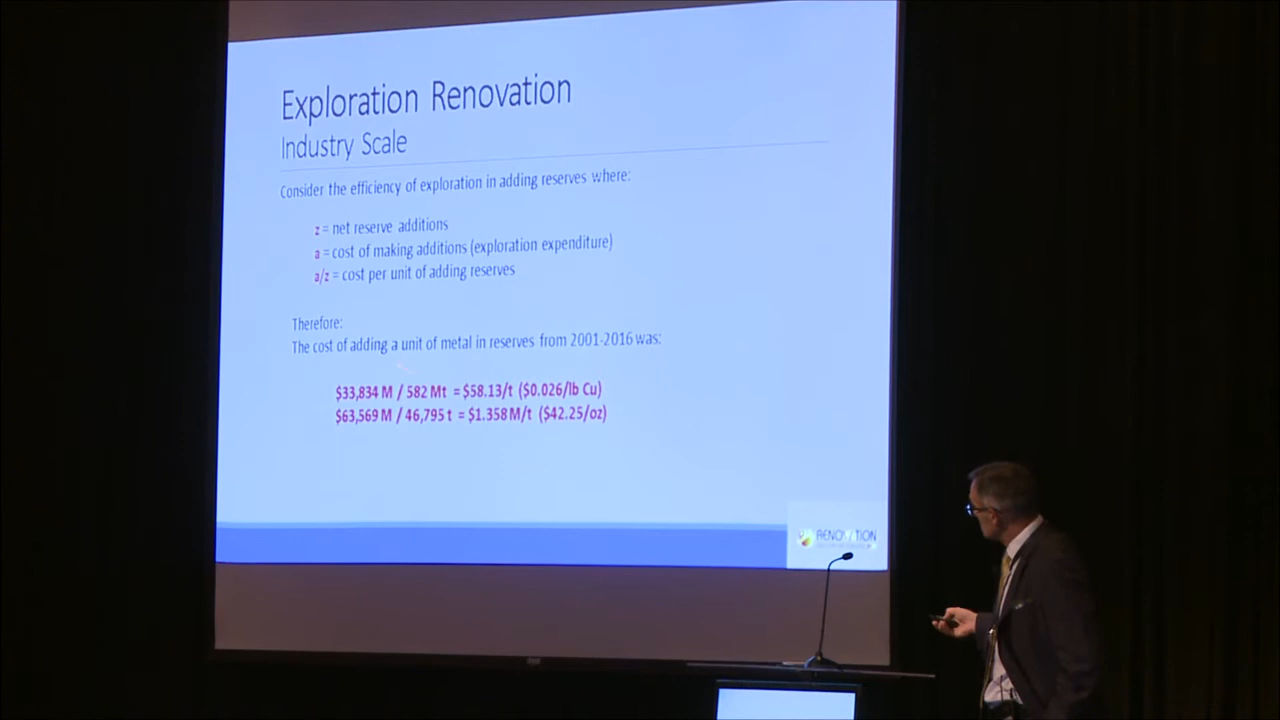 Exploration Renovation
Industry Scale
Consider the efficiency of exploration in adding reserves where:
z = net reserve additions
a = cost of making additions (exploration expenditure)
a/z = cost per unit of adding reserves
Therefore:
The cost of adding a unit of metal in reserves from 2001-2016 was:
$33,834 M / 582 Mt = $58.13/t ($0.026/lb Cu)
$63,569 M / 46,795 t = $1.358 M/t ($42.25/oz)
RENOVATION